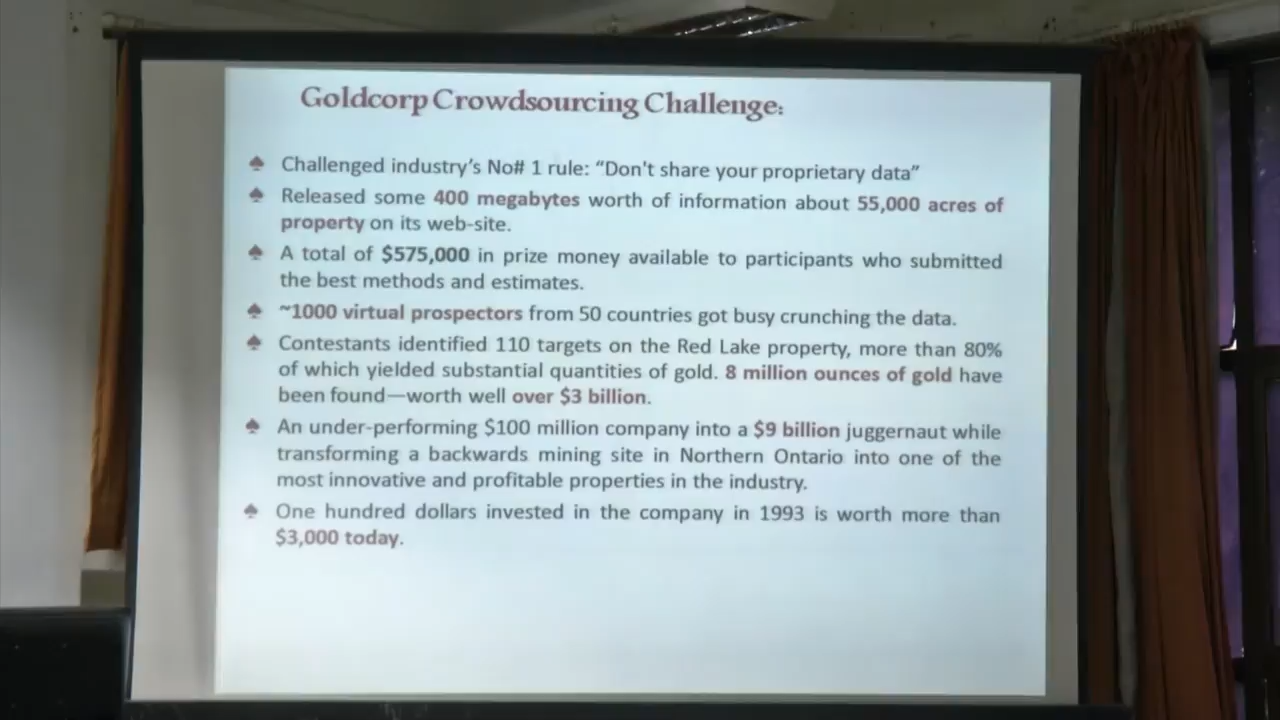 Goldcorp Crowdsourcing Challenge:
Challenged industry's No# 1 rule: “Don't share your proprietary data”
Released some 400 megabytes worth of information about 55,000 acres of
property on its web-site.
A total of $575,000 in prize money available to participants who submitted
the best methods and estimates.
~1000 virtual prospectors from 50 countries got busy crunching the data.
Contestants identified 110 targets on the Red Lake property, more than 80%
of which yielded substantial quantities of gold. 8 million ounces of gold have
been found—worth well over $3 billion.
An under-performing $100 million company into a $9 billion juggernaut while
transforming a backwards mining site in Northern Ontario into one of the
most innovative and profitable properties in the industry.
One hundred dollars invested in the company in 1993 is worth more than
$3,000 today.